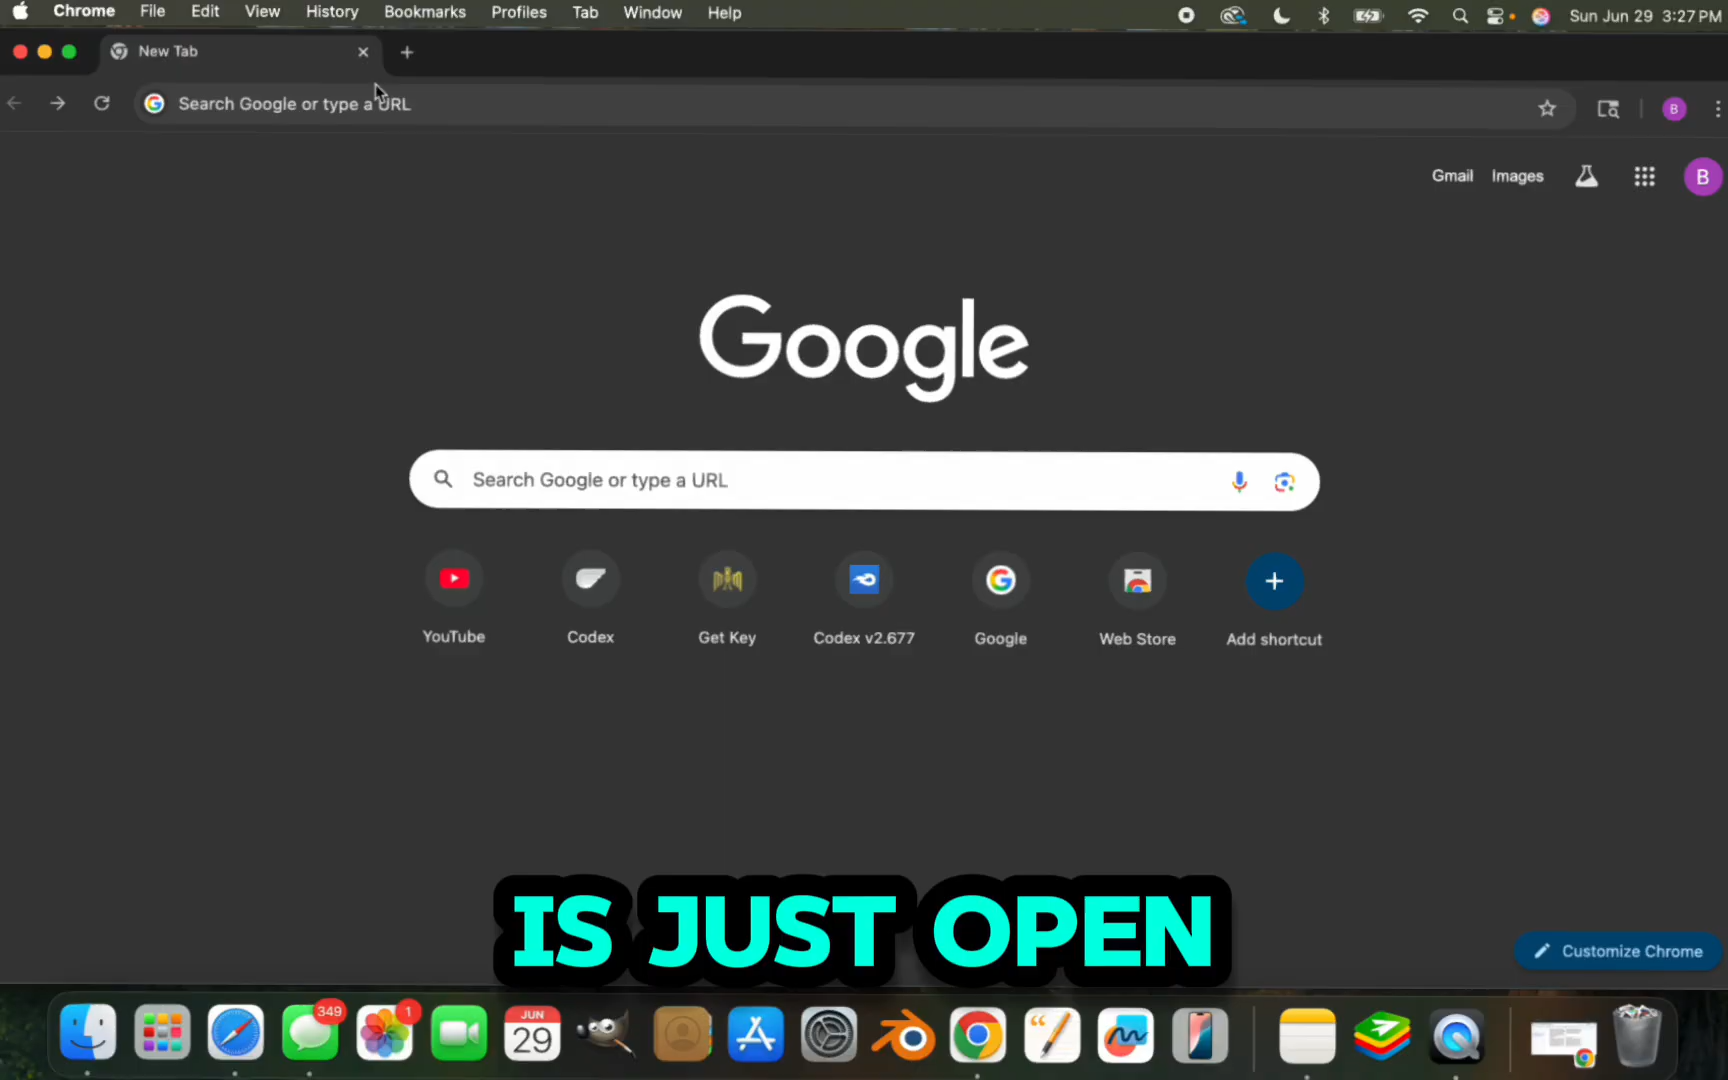 Chrome File Edit View History Bookmarks Profiles Tab Window Help Sun Jun 29 3:27 PM
New Tab
Search Google or type a URL B
Gmail Images B
Google
Search Google or type a URL
YouTube Codex Get Key Codex v2.677 Google Web Store Add shortcut
IS JUST OPEN
Customize Chrome
349 1 JUN
29